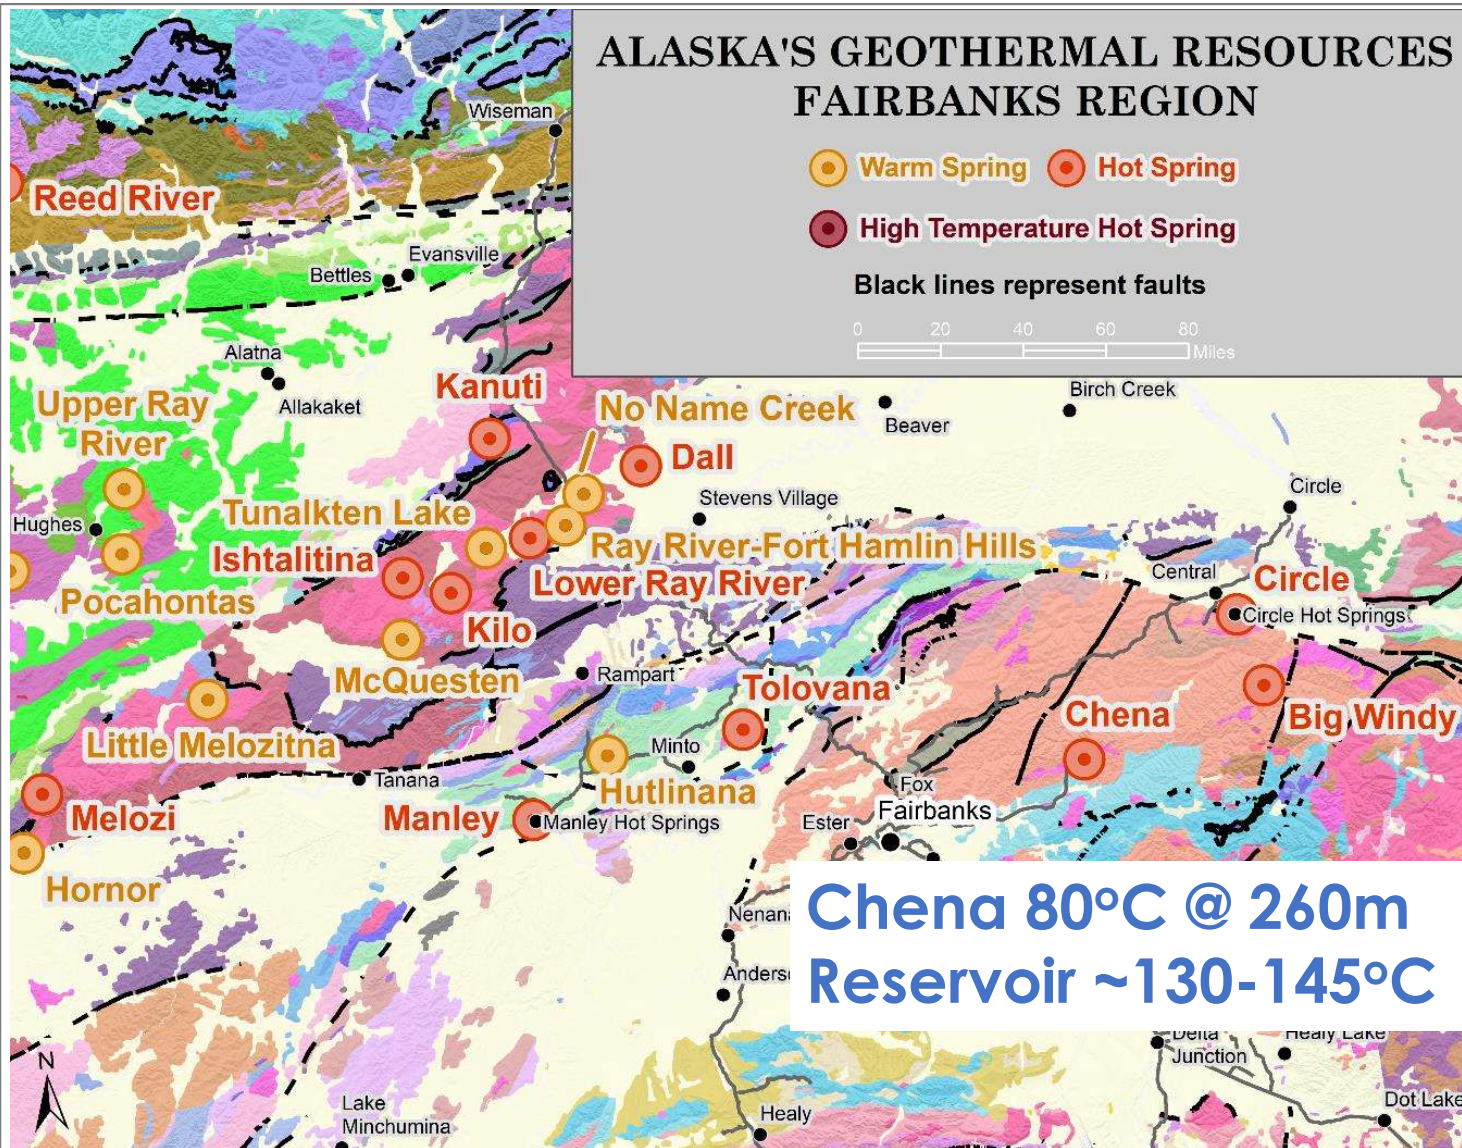 ALASKA'S GEOTHERMAL RESOURCES
FAIRBANKS REGION
Warm Spring
Hot Spring
High Temperature Hot Spring
Black lines represent faults
0 20 40 60 80
Miles
Wiseman
Reed River
Evansville
Bettles
Alatna
Allakaket
Kanuti
Upper Ray
River
No Name Creek
Birch Creek
Beaver
Dall
Stevens Village
Circle
Hughes
Tunalkten Lake
Ray River-Fort Hamlin Hills
Ishtalitina
Lower Ray River
Central
Circle
Circle Hot Springs
Pocahontas
Kilo
McQuesten
Rampart
Tolovana
Chena
Big Windy
Little Melozitna
Minto
Tanana
Hutlinana
Fox
Fairbanks
Melozi
Manley
Manley Hot Springs
Ester
Hornor
Chena 80°C @ 260m
Reservoir ~130-145°C
Delta
Junction
Healy Lake
N
Lake
Minchumina
Healy
Dot Lake